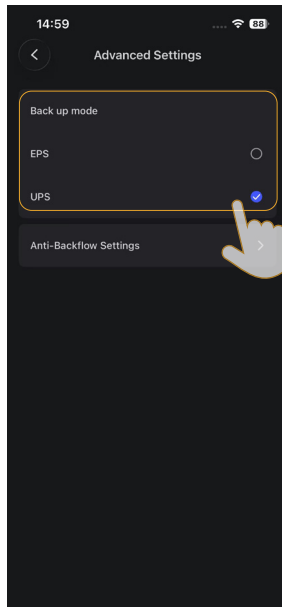 14:59
88
Advanced Settings
Back up mode
EPS
UPS
Anti-Backflow Settings